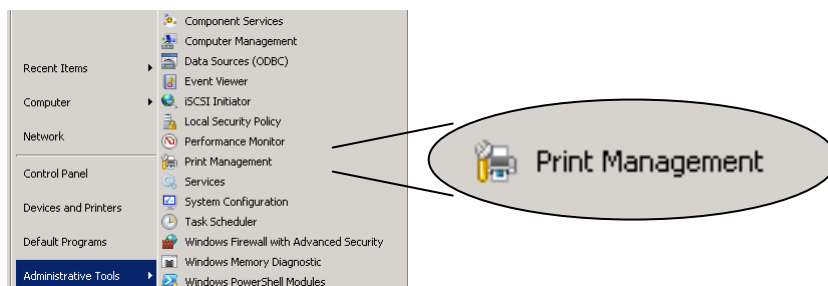 Recent Items
Computer
Network
Control Panel
Devices and Printers
Default Programs
Administrative Tools
Component Services
Computer Management
Data Sources (ODBC)
Event Viewer
iSCSI Initiator
Local Security Policy
Performance Monitor
Print Management
Services
System Configuration
Task Scheduler
Windows Firewall with Advanced Security
Windows Memory Diagnostic
Windows PowerShell Modules
Print Management